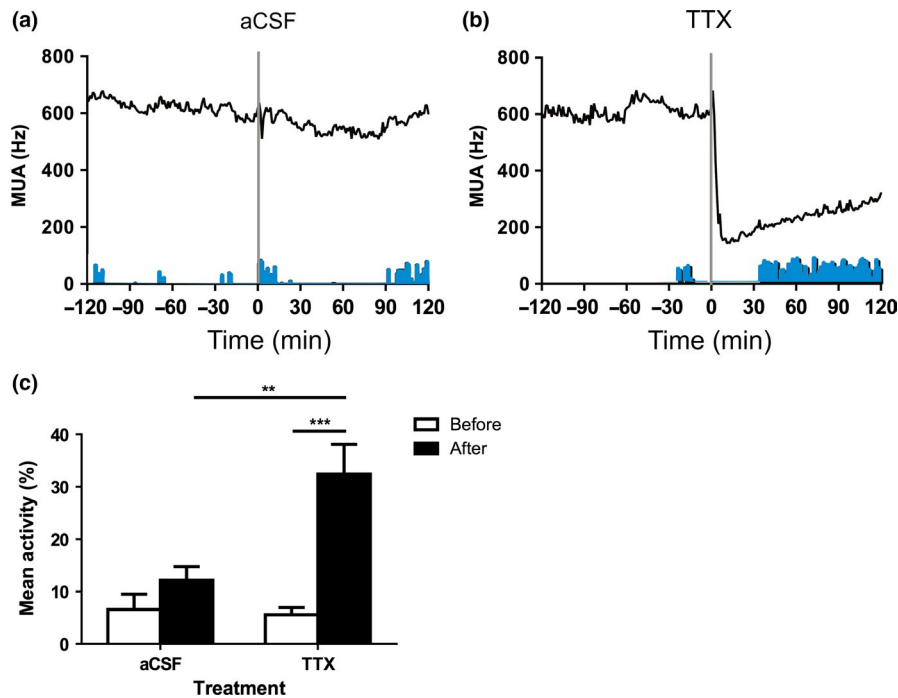 (a)
aCSF
800
600
400
200
0
MUA (Hz)
−120 −90 −60 −30 0 30 60 90 120
Time (min)
(b)
TTX
800
600
400
200
0
MUA (Hz)
−120 −90 −60 −30 0 30 60 90 120
Time (min)
(c)
**
***
Before
After
40
30
20
10
0
Mean activity (%)
aCSF TTX
Treatment